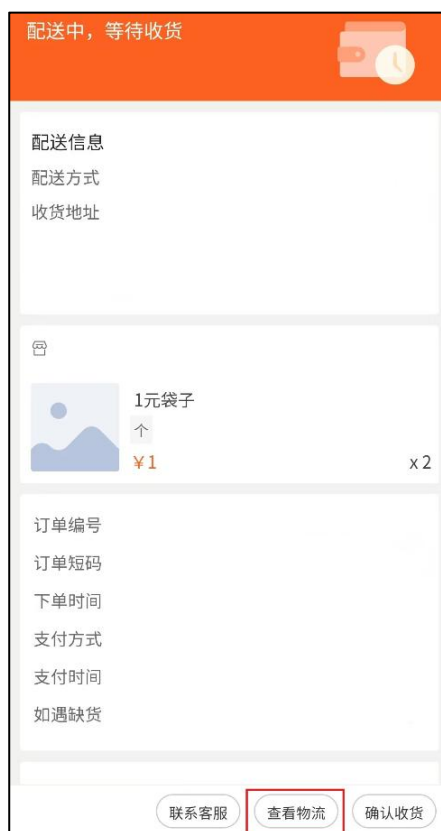 配送中，等待收货
配送信息
配送方式
收货地址
1元袋子
个
¥1 x2
订单编号
订单短码
下单时间
支付方式
支付时间
如遇缺货
联系客服 查看物流 确认收货